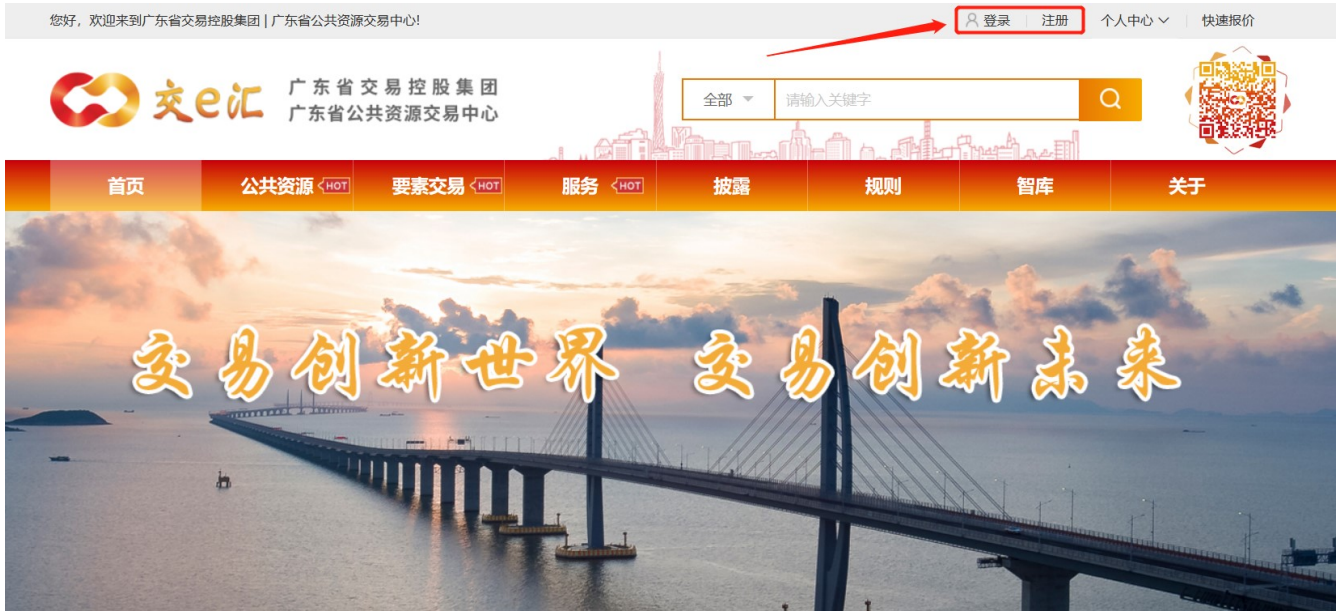 您好，欢迎来到广东省交易控股集团 | 广东省公共资源交易中心!
登录 注册 个人中心 快速报价
交e汇
广东省交易控股集团
广东省公共资源交易中心
全部 请输入关键字
首页 公共资源 HOT 要素交易 HOT 服务 HOT 披露 规则 智库 关于
交易创新世界 交易创新未来